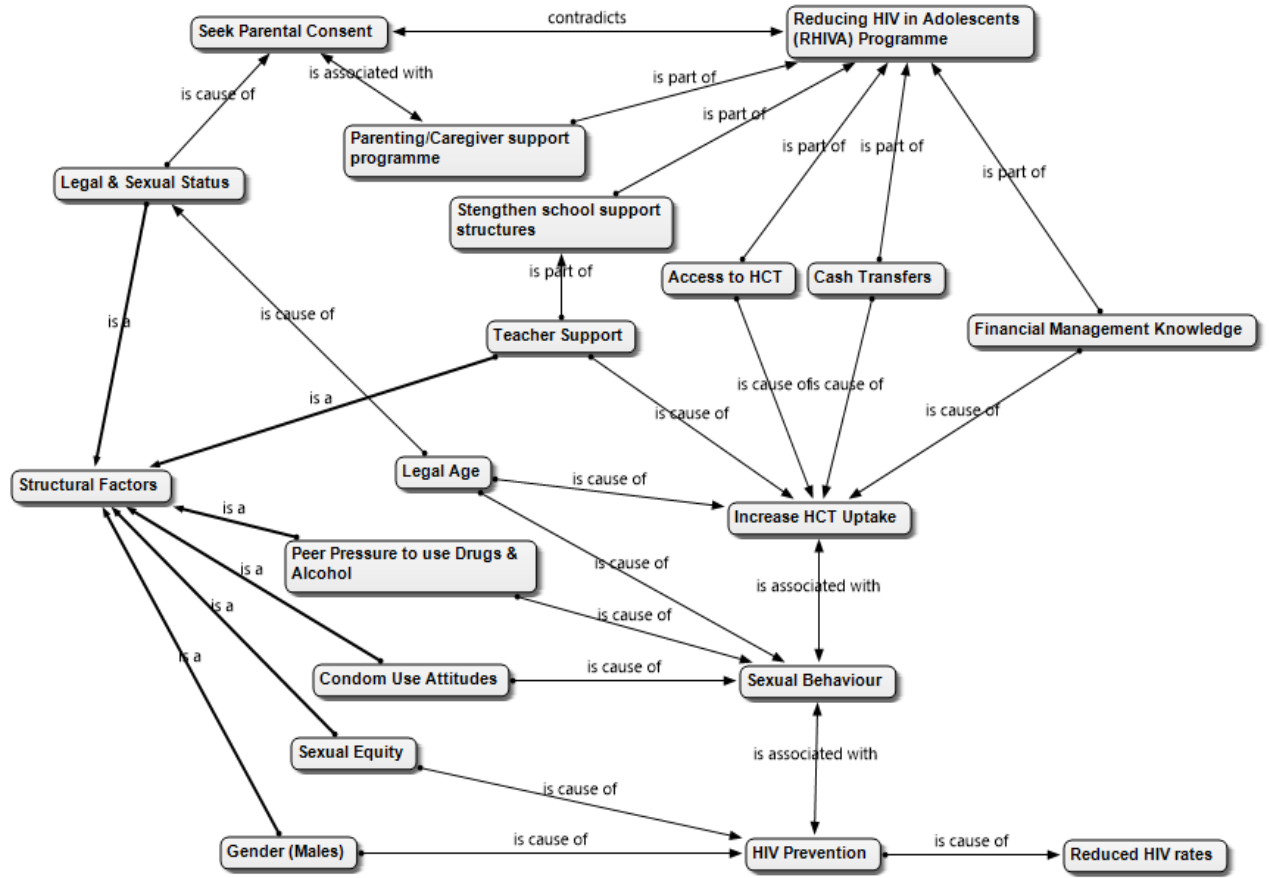 contradicts
Seek Parental Consent
Reducing HIV in Adolescents
(RHIVA) Programme
is associated with
is cause of
is part of
is part of
Parenting/Caregiver support
programme
is part of
is part of
is part of
Legal & Sexual Status
Stengthen school support
structures
is part of
Access to HCT
Cash Transfers
is a
is cause of
Teacher Support
Financial Management Knowledge
is a
is cause of
is cause of
is cause of
is cause of
Structural Factors
Legal Age
is cause of
is a
Increase HCT Uptake
Peer Pressure to use Drugs &
Alcohol
is a
is cause of
is associated with
is a
is cause of
is a
Condom Use Attitudes
is cause of
Sexual Behaviour
Sexual Equity
is associated with
is cause of
Gender (Males)
is cause of
HIV Prevention
is cause of
Reduced HIV rates